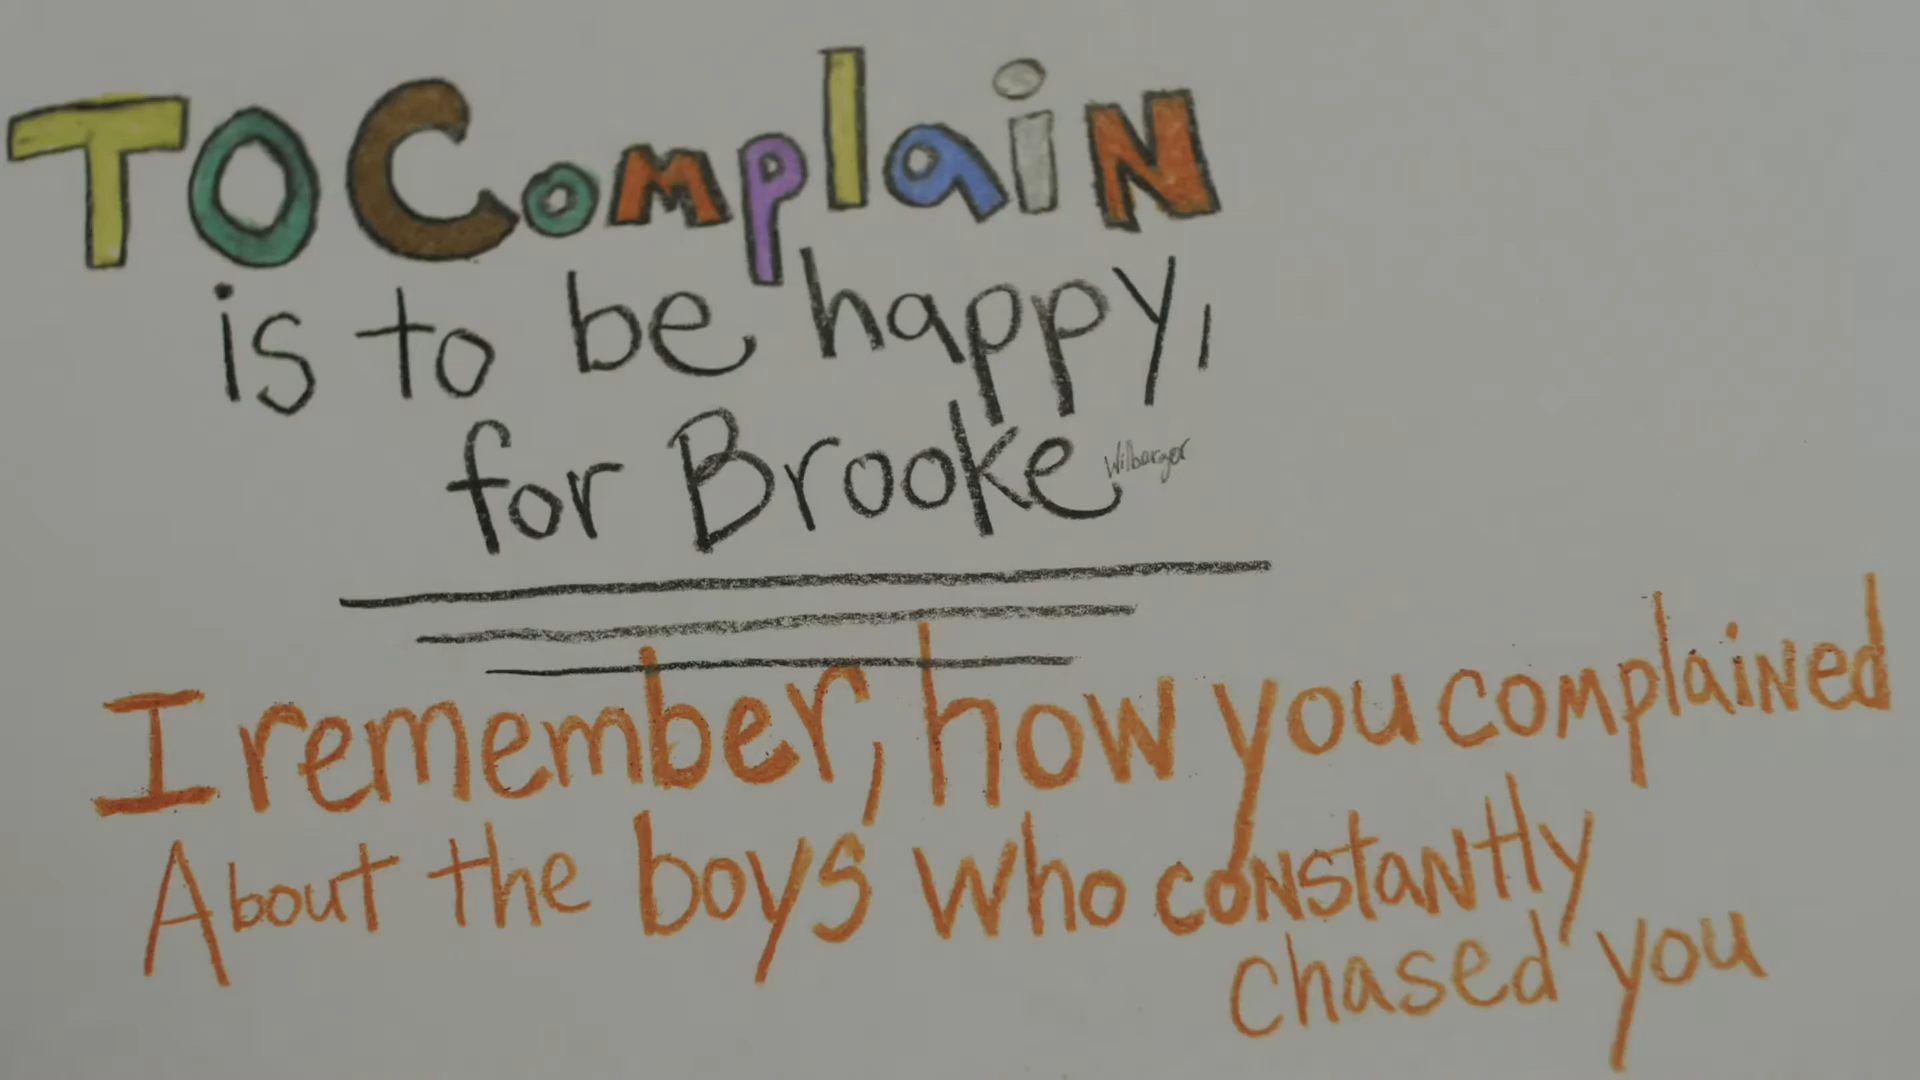 TO Complain
is to be happy,
for Brooke Wilberger
I remember, how you complained
About the boys who constantly
chased you